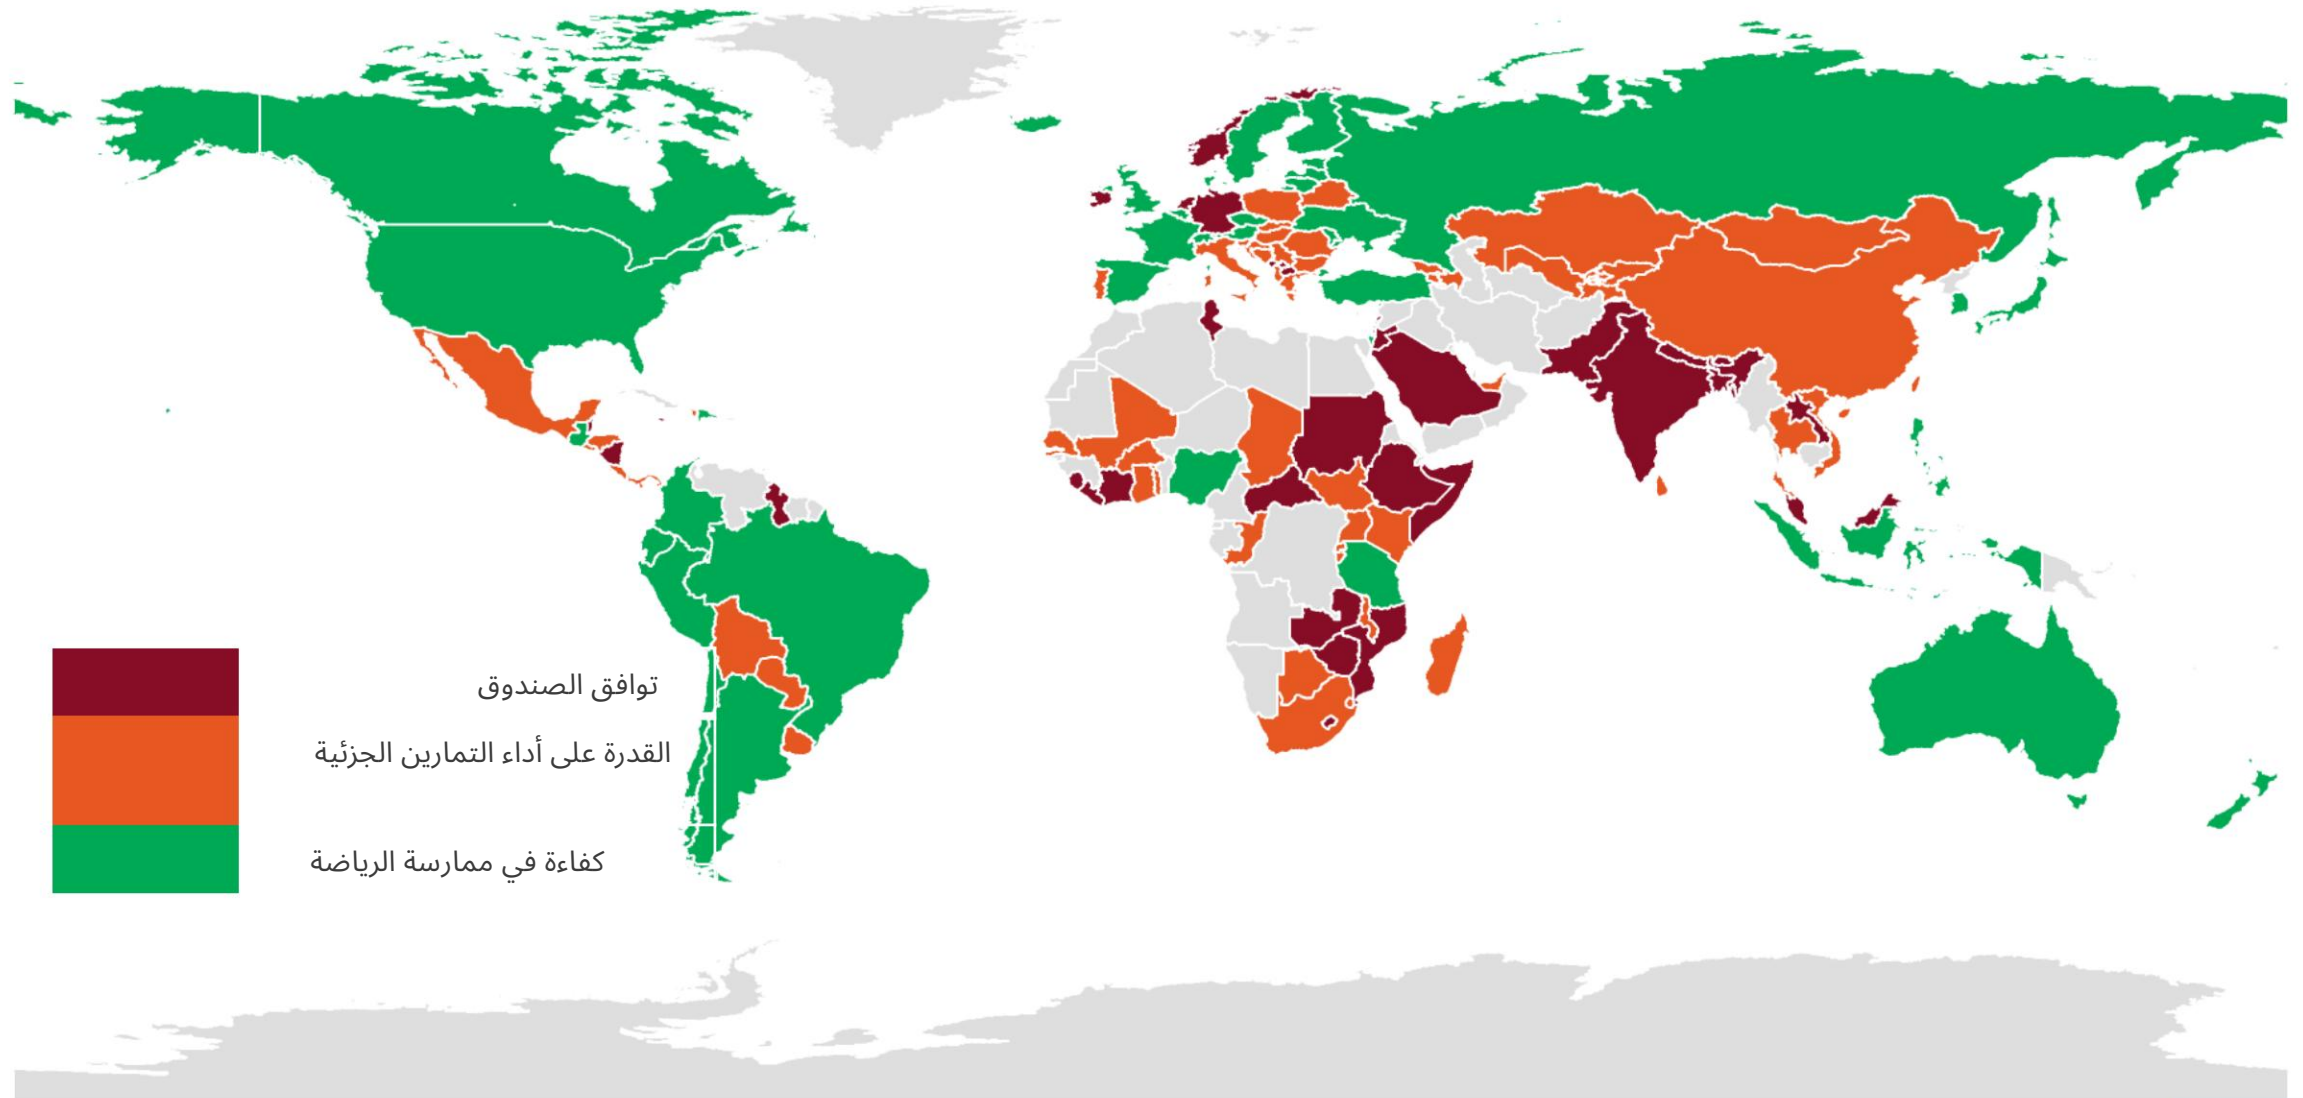 توافق الصندوق
القدرة على أداء التمارين الجزئية
كفاءة في ممارسة الرياضة